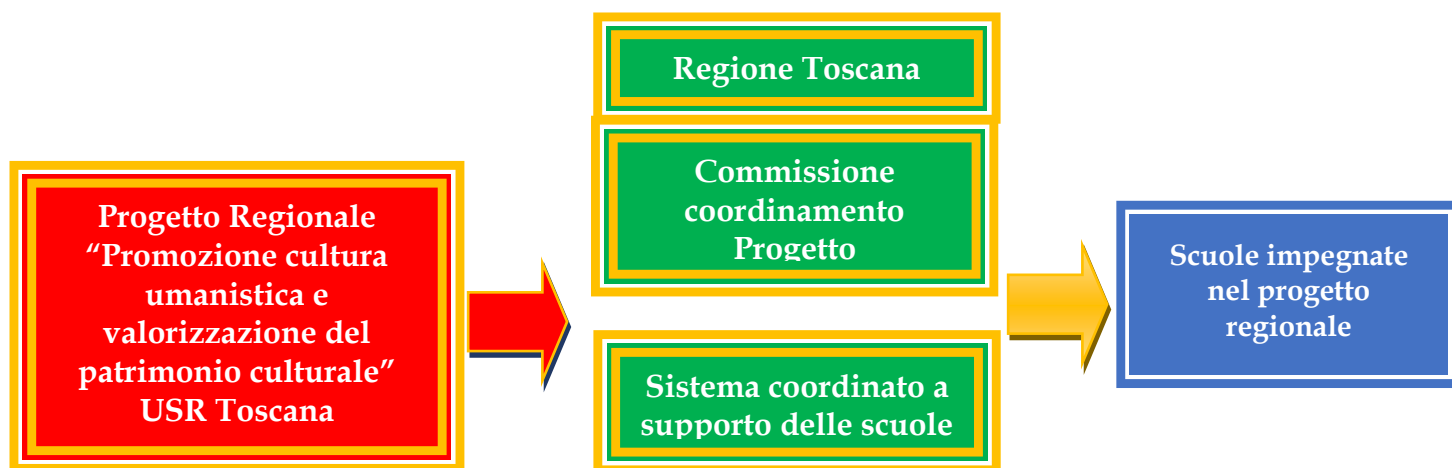 Progetto Regionale
“Promozione cultura
umanistica e
valorizzazione del
patrimonio culturale”
USR Toscana
Regione Toscana
Commissione
coordinamento
Progetto
Sistema coordinato a
supporto delle scuole
Scuole impegnate
nel progetto
regionale